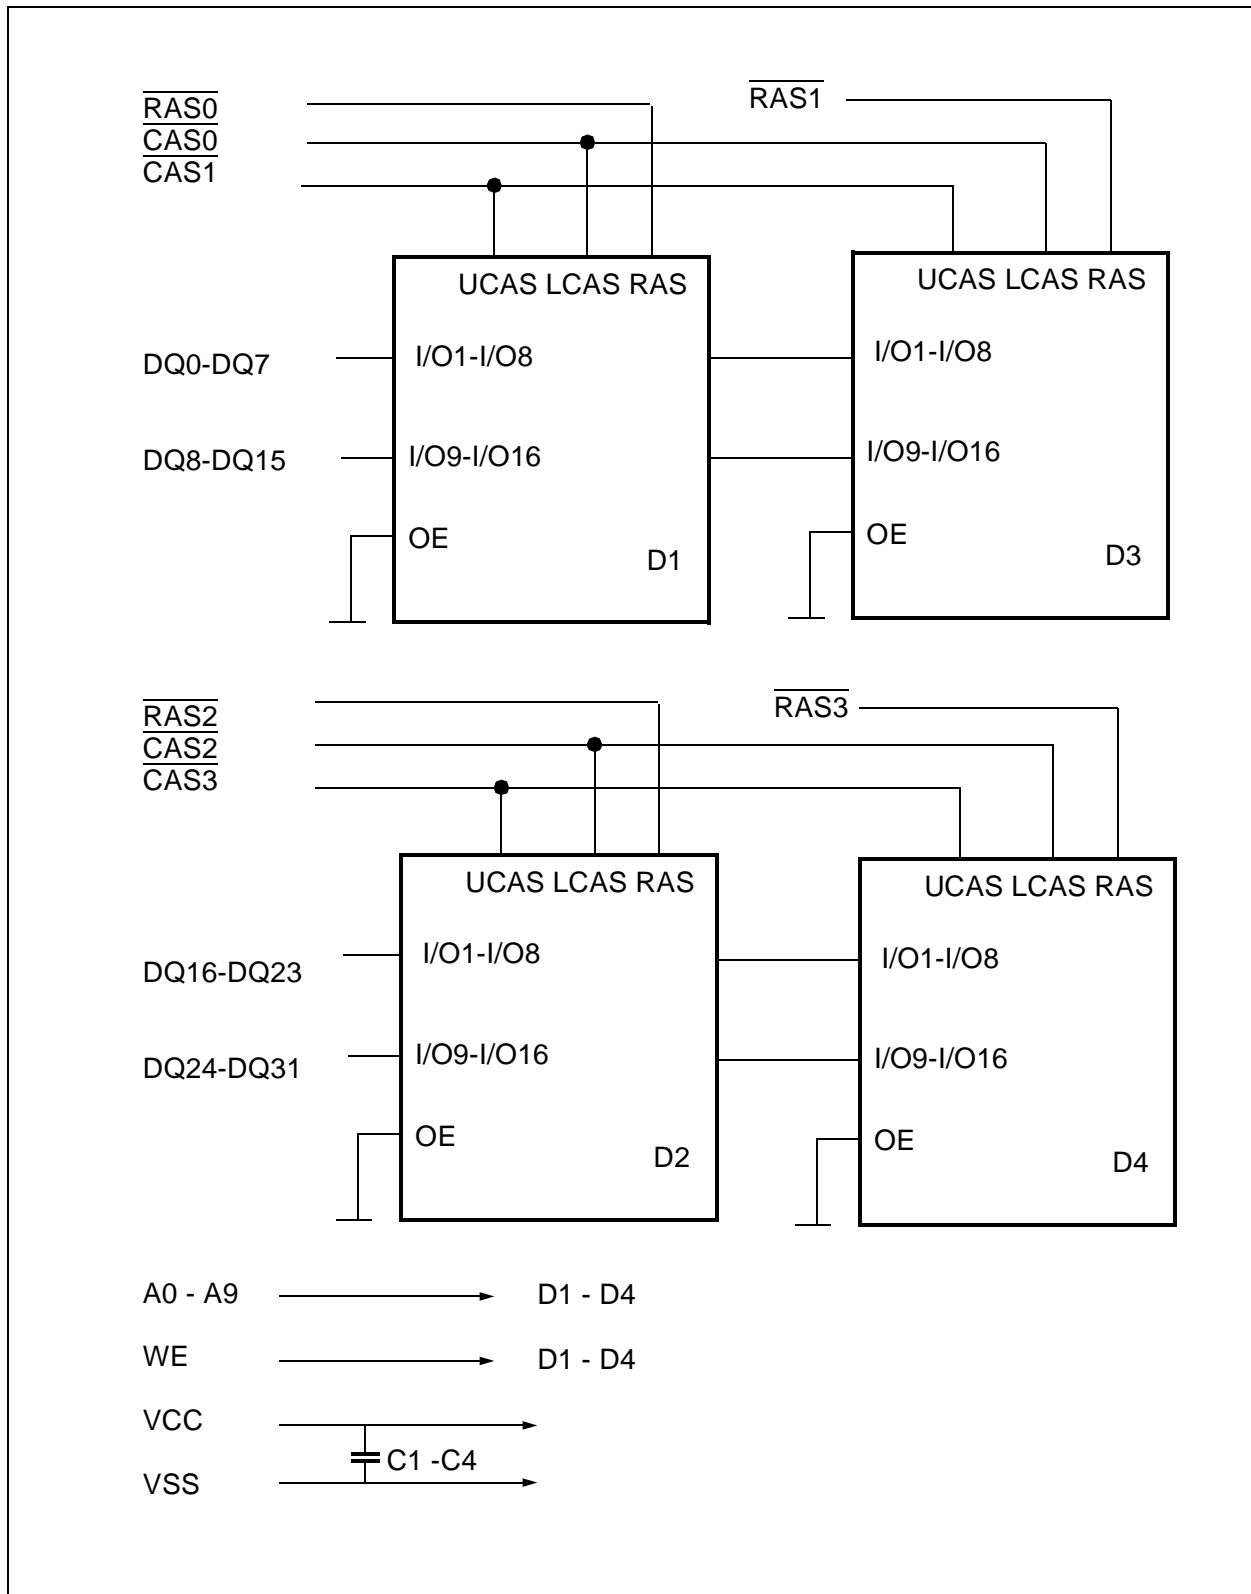 RAS0
RAS1
CAS0
CAS1
UCAS LCAS RAS
UCAS LCAS RAS
DQ0-DQ7
I/O1-I/O8
I/O1-I/O8
DQ8-DQ15
I/O9-I/O16
I/O9-I/O16
OE
D1
OE
D3
RAS2
RAS3
CAS2
CAS3
UCAS LCAS RAS
UCAS LCAS RAS
DQ16-DQ23
I/O1-I/O8
I/O1-I/O8
DQ24-DQ31
I/O9-I/O16
I/O9-I/O16
OE
D2
OE
D4
A0 - A9
D1 - D4
WE
D1 - D4
VCC
C1 -C4
VSS